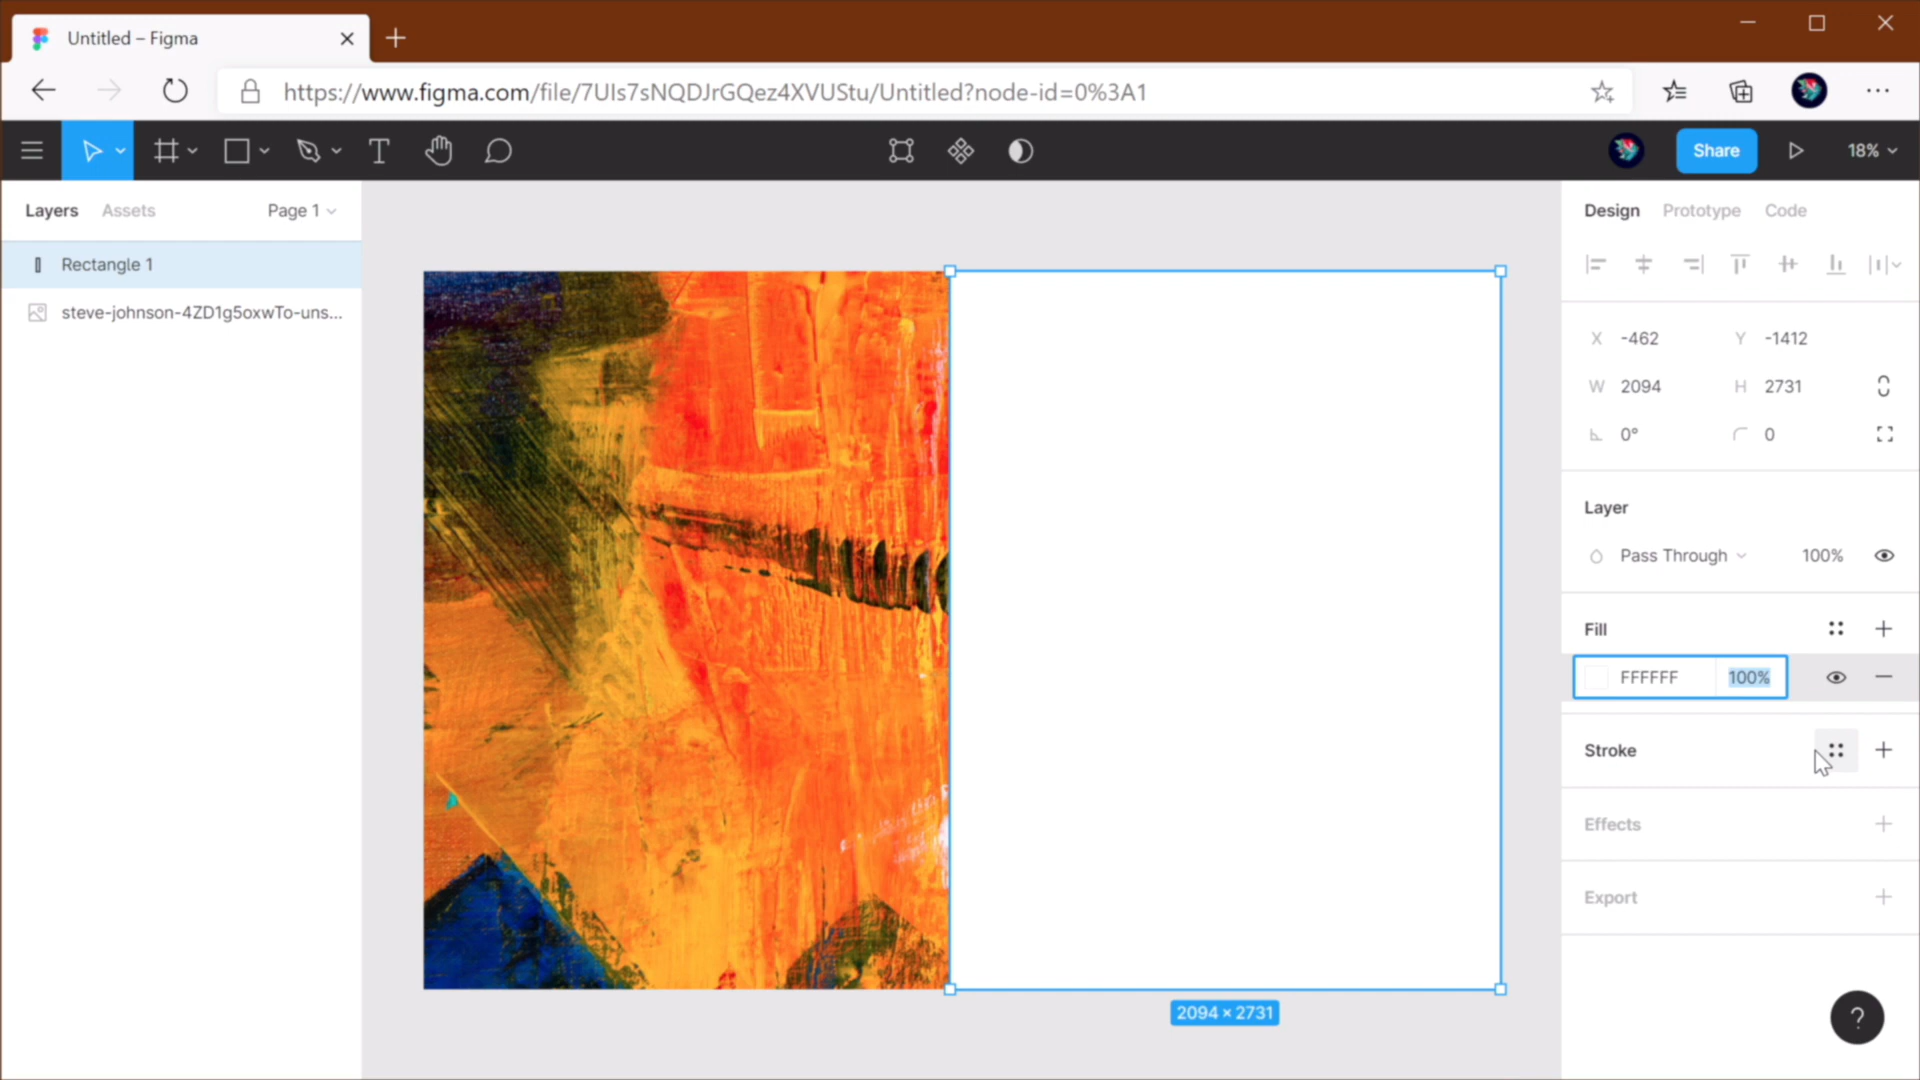 Untitled – Figma
https://www.figma.com/file/7UIs7sNQDJrGQez4XVUStu/Untitled?node-id=0%3A1
Share
18%
Layers
Assets
Page 1
Rectangle 1
steve-johnson-4ZD1g5oxwTo-uns...
2094 × 2731
Design
Prototype
Code
X -462
Y -1412
W 2094
H 2731
0°
0
Layer
Pass Through
100%
Fill
FFFFFF
100%
Stroke
Effects
Export
?